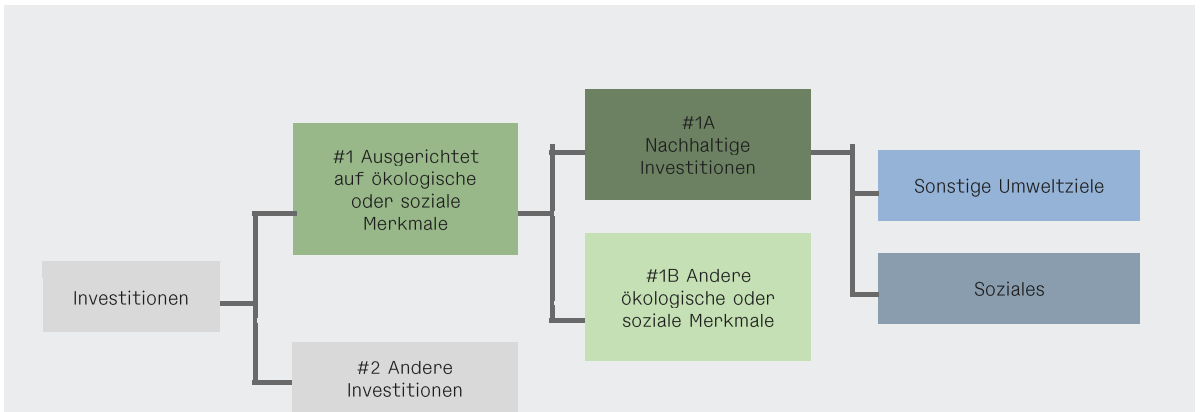 #1A
Nachhaltige
Investitionen
#1 Ausgerichtet
auf ökologische
oder soziale
Merkmale
Sonstige Umweltziele
#1B Andere
ökologische oder
soziale Merkmale
Soziales
Investitionen
#2 Andere
Investitionen